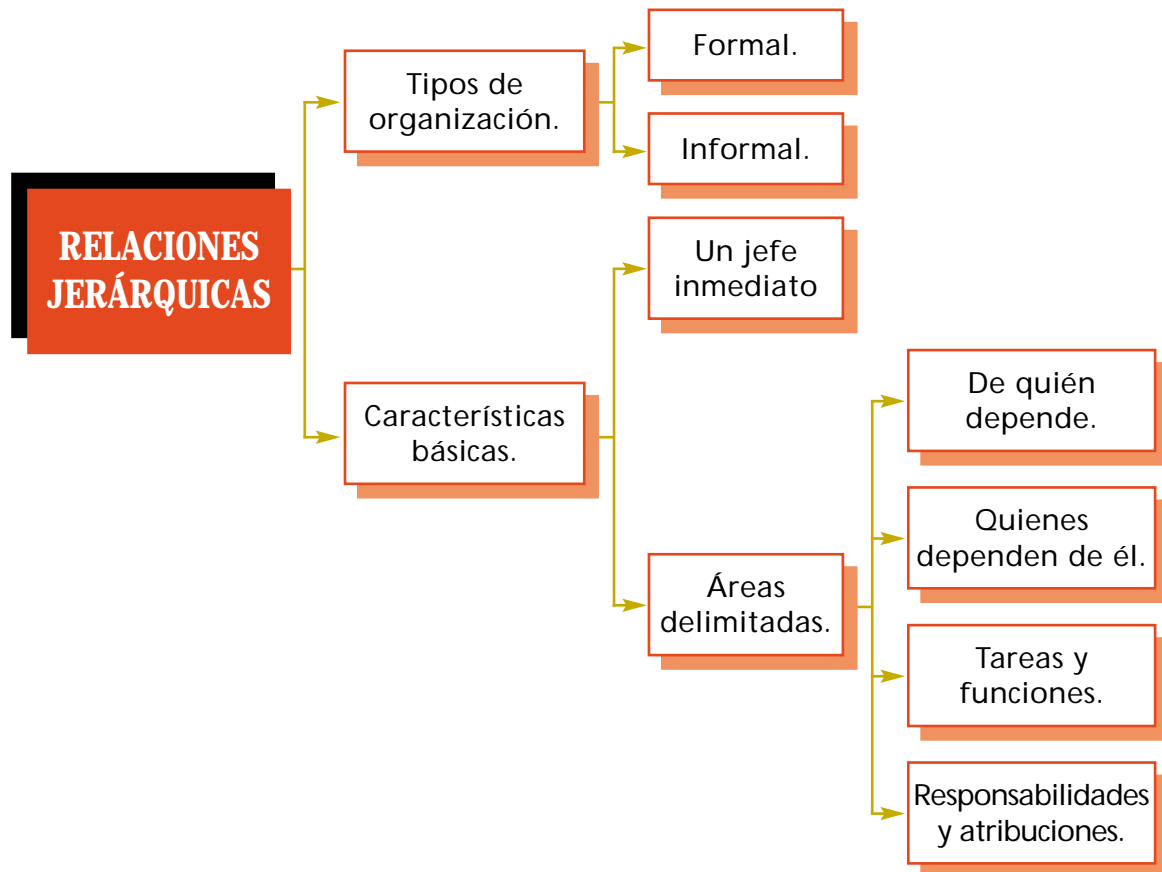 RELACIONES
JERÁRQUICAS
Tipos de
organización.
Formal.
Informal.
Característicias
básicas.
Un jefe
inmediato
Áreas
delimitadas.
De quién
depende.
Quienes
dependen de él.
Tareas y
funciones.
Responsabilidades
y atribuciones.